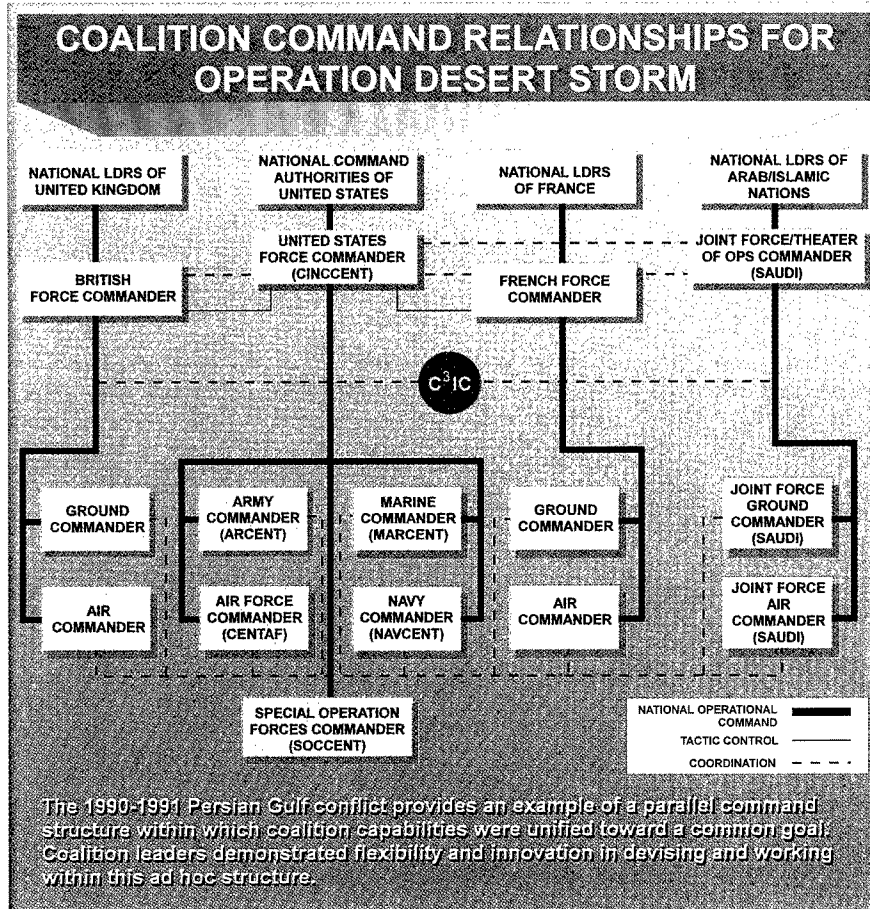 COALITION COMMAND RELATIONSHIPS FOR
OPERATION DESERT STORM
NATIONAL LDRS OF
UNITED KINGDOM
NATIONAL COMMAND
AUTHORITIES OF
UNITED STATES
NATIONAL LDRS
OF FRANCE
NATIONAL LDRS OF
ARAB/ISLAMIC
NATIONS
BRITISH
FORCE COMMANDER
UNITED STATES
FORCE COMMANDER
(CINCCENT)
FRENCH FORCE
COMMANDER
JOINT FORCE/THEATER
OF OPS COMMANDER
(SAUDI)
C³IC
GROUND
COMMANDER
ARMY
COMMANDER
(ARCENT)
MARINE
COMMANDER
(MARCENT)
GROUND
COMMANDER
JOINT FORCE
GROUND
COMMANDER
(SAUDI)
AIR
COMMANDER
AIR FORCE
COMMANDER
(CENTAF)
NAVY
COMMANDER
(NAVCENT)
AIR
COMMANDER
JOINT FORCE
AIR
COMMANDER
(SAUDI)
SPECIAL OPERATION
FORCES COMMANDER
(SOCCENT)
NATIONAL OPERATIONAL
COMMAND
TACTIC CONTROL
COORDINATION
The 1990-1991 Persian Gulf conflict provides an example of a parallel command
structure within which coalition capabilities were unified toward a common goal.
Coalition leaders demonstrated flexibility and innovation in devising and working
within this ad hoc structure.